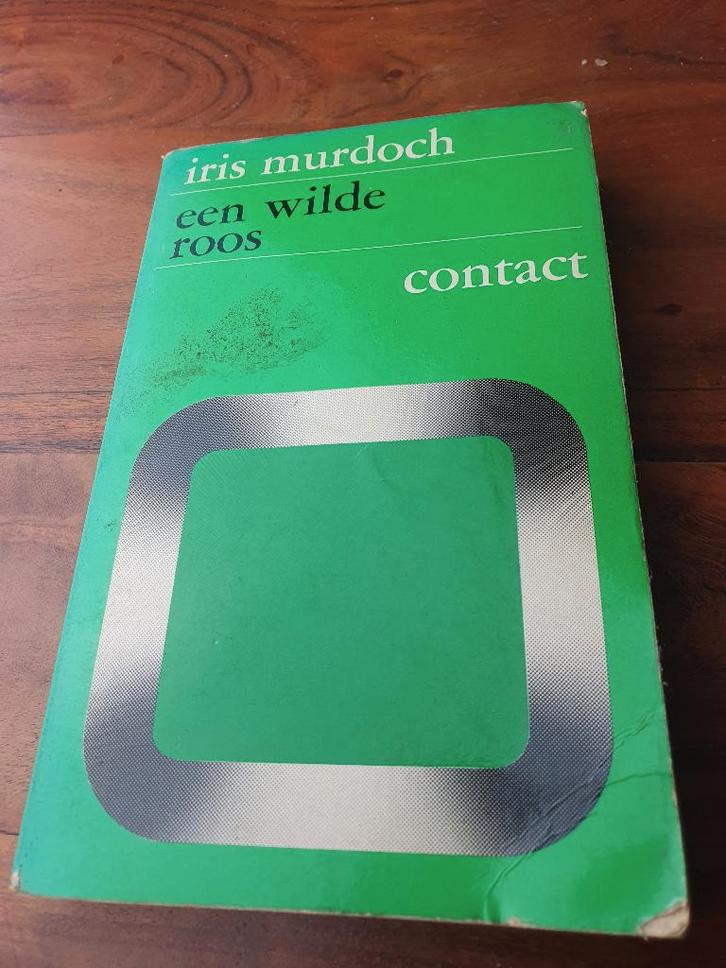 iris murdoch
een wilde
roos
contact